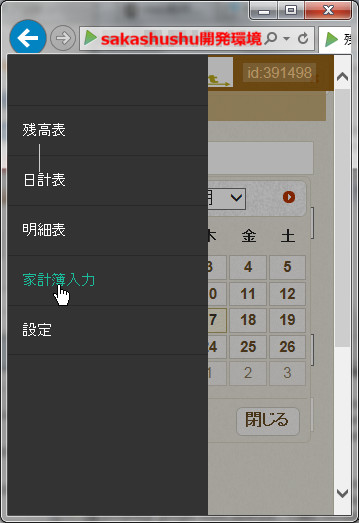 sakashushu開発環境
id:391498
残高表
日計表
明細表
家計簿入力
設定
月
木 金 土
3 4 5
10 11 12
17 18 19
24 25 26
1 2 3
閉じる